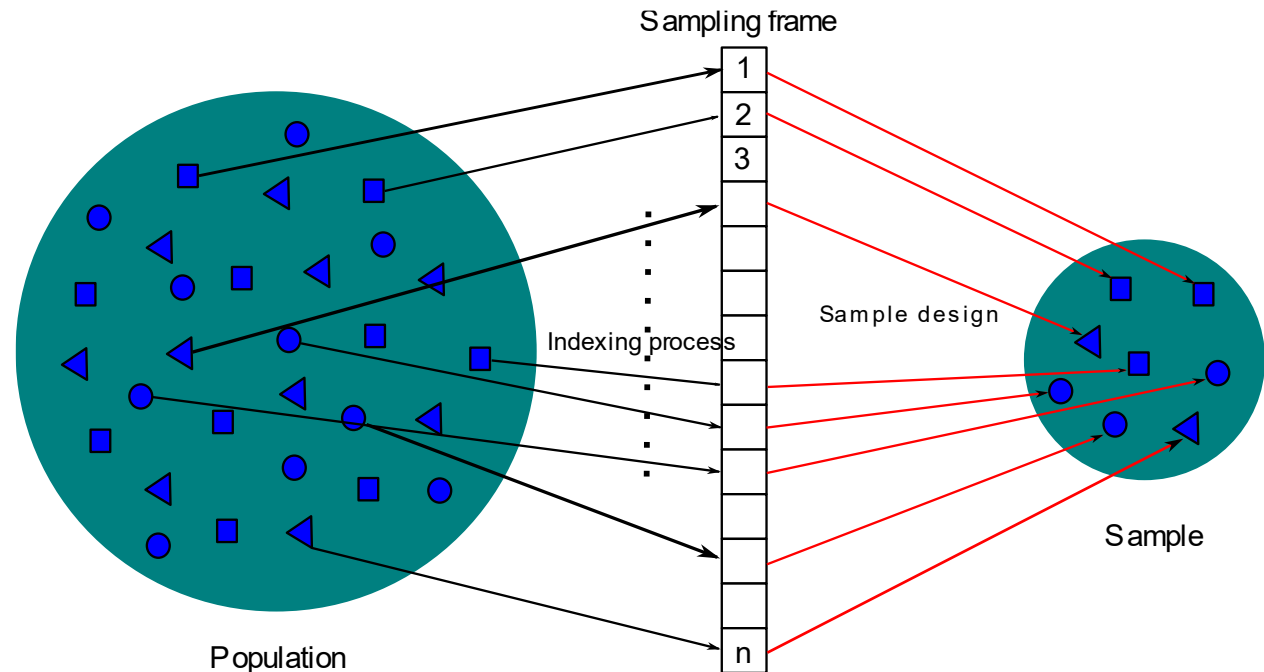 Sampling frame
1
2
3
Indexing process
Sample design
n
Population
Sample